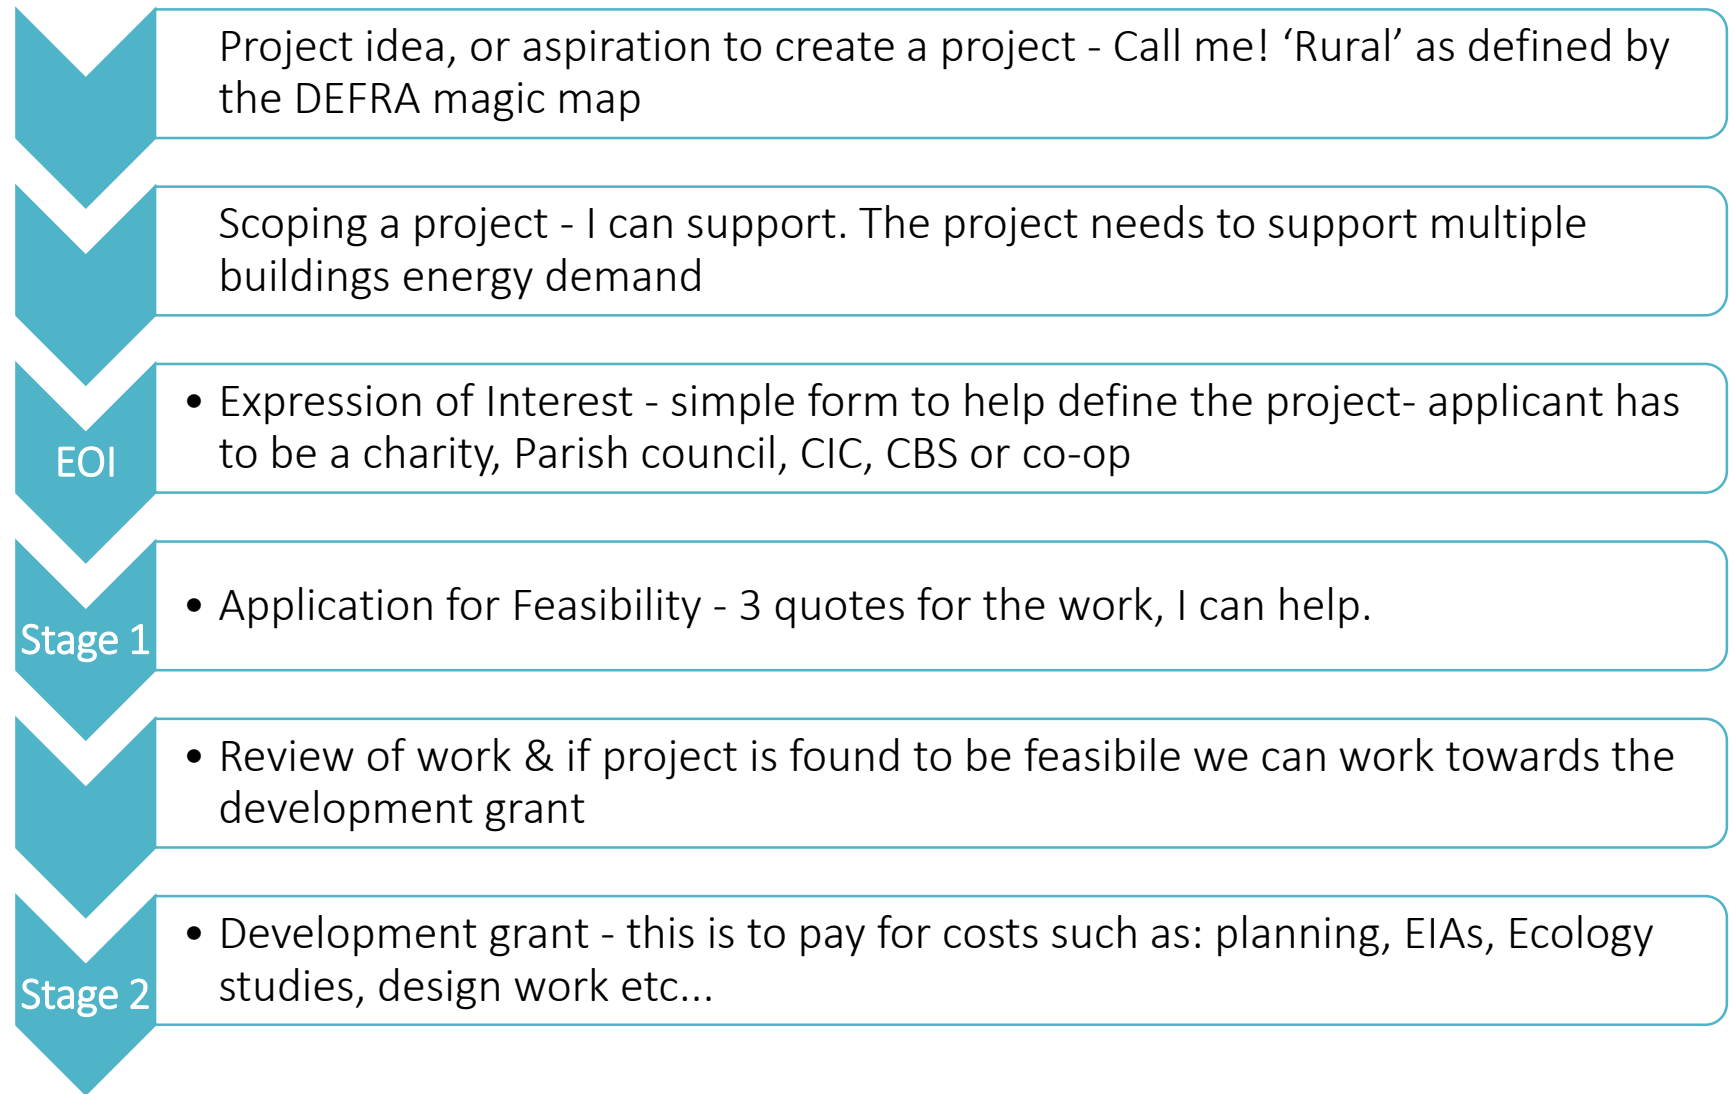 Project idea, or aspiration to create a project - Call me! ‘Rural’ as defined by
the DEFRA magic map
Scoping a project - I can support. The project needs to support multiple
buildings energy demand
EOI
• Expression of Interest - simple form to help define the project- applicant has
to be a charity, Parish council, CIC, CBS or co-op
Stage 1
• Application for Feasibility - 3 quotes for the work, I can help.
• Review of work & if project is found to be feasibile we can work towards the
development grant
Stage 2
• Development grant - this is to pay for costs such as: planning, EIAs, Ecology
studies, design work etc...